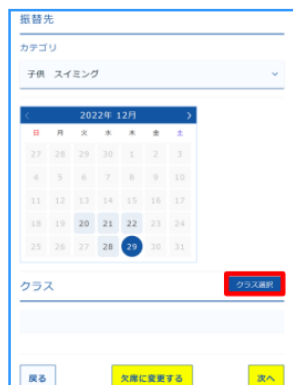 振替先
カテゴリ
子供 スイミング
2022年 12月
日 月 火 水 木 金 土
27 28 29 30 1 2 3
4 5 6 7 8 9 10
11 12 13 14 15 16 17
18 19 20 21 22 23 24
25 26 27 28 29 30 31
クラス
クラス選択
戻る 欠席に変更する 次へ